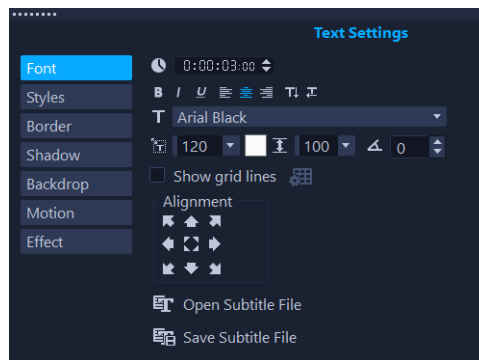 Text Settings
Font
0:00:03:00
Styles
B I U
Border
T Arial Black
120 100 0
Shadow
Show grid lines
Backdrop
Alignment
Motion
Effect
Open Subtitle File
Save Subtitle File